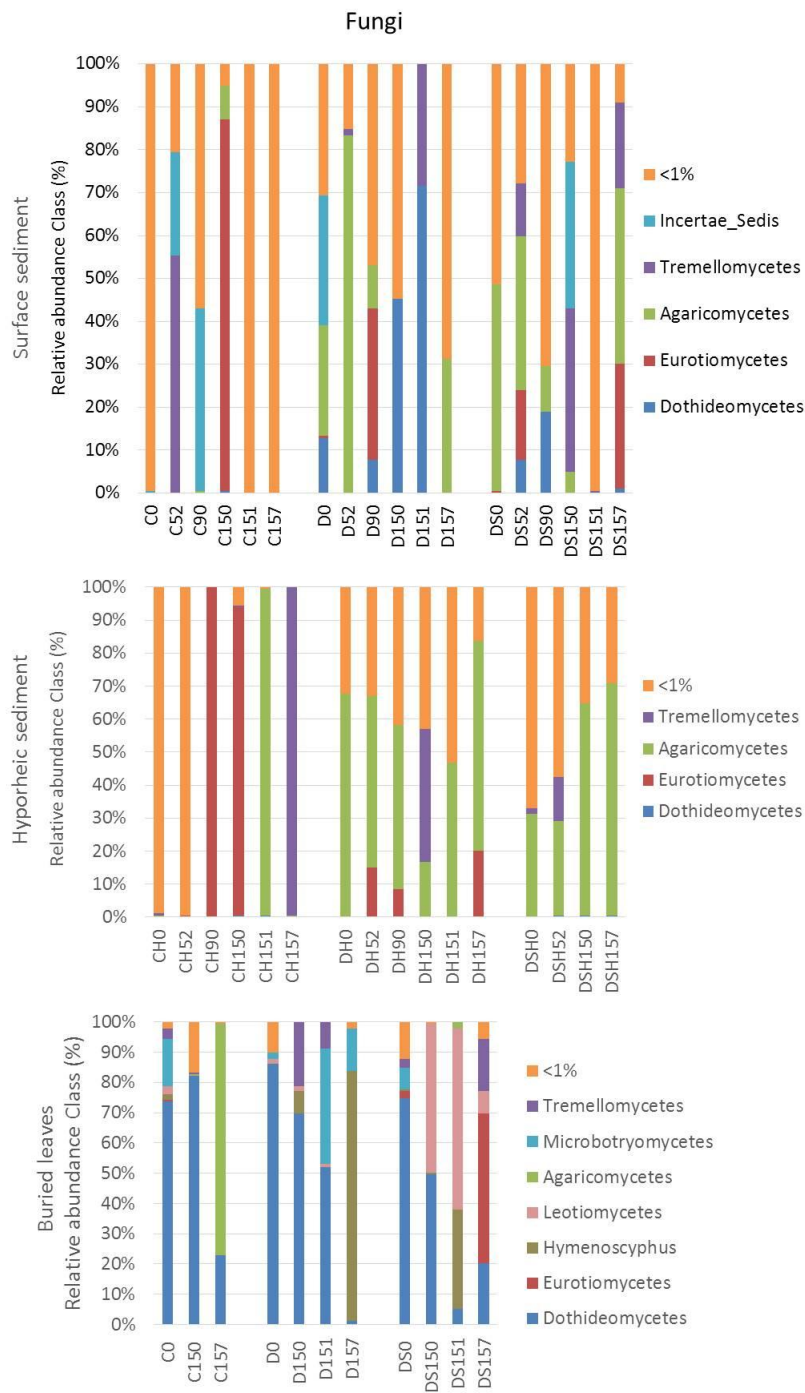 Fungi
Surface sediment
Relative abundance Class (%)
100%
90%
80%
70%
60%
50%
40%
30%
20%
10%
0%
C0 C52 C90 C150 C151 C157 D0 D52 D90 D150 D151 D157 DS0 DS52 DS90 DS150 DS151 DS157
<1%
Incertae_Sedis
Tremellomycetes
Agaricomycetes
Eurotiomycetes
Dothideomycetes
Hyporheic sediment
Relative abundance Class (%)
100%
90%
80%
70%
60%
50%
40%
30%
20%
10%
0%
CH0 CH52 CH90 CH150 CH151 CH157 DH0 DH52 DH90 DH150 DH151 DH157 DSH0 DSH52 DSH150 DSH157
<1%
Tremellomycetes
Agaricomycetes
Eurotiomycetes
Dothideomycetes
Buried leaves
Relative abundance Class (%)
100%
90%
80%
70%
60%
50%
40%
30%
20%
10%
0%
C0 C150 C157 D0 D150 D151 D157 DS0 DS150 DS151 DS157
<1%
Tremellomycetes
Microbotryomycetes
Agaricomycetes
Leotiomycetes
Hymenoscyphus
Eurotiomycetes
Dothideomycetes